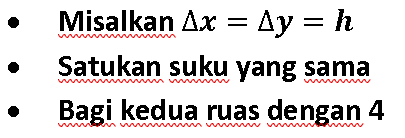 • Misalkan Δx = Δy = h
• Satukan suku yang sama
• Bagi kedua ruas dengan 4